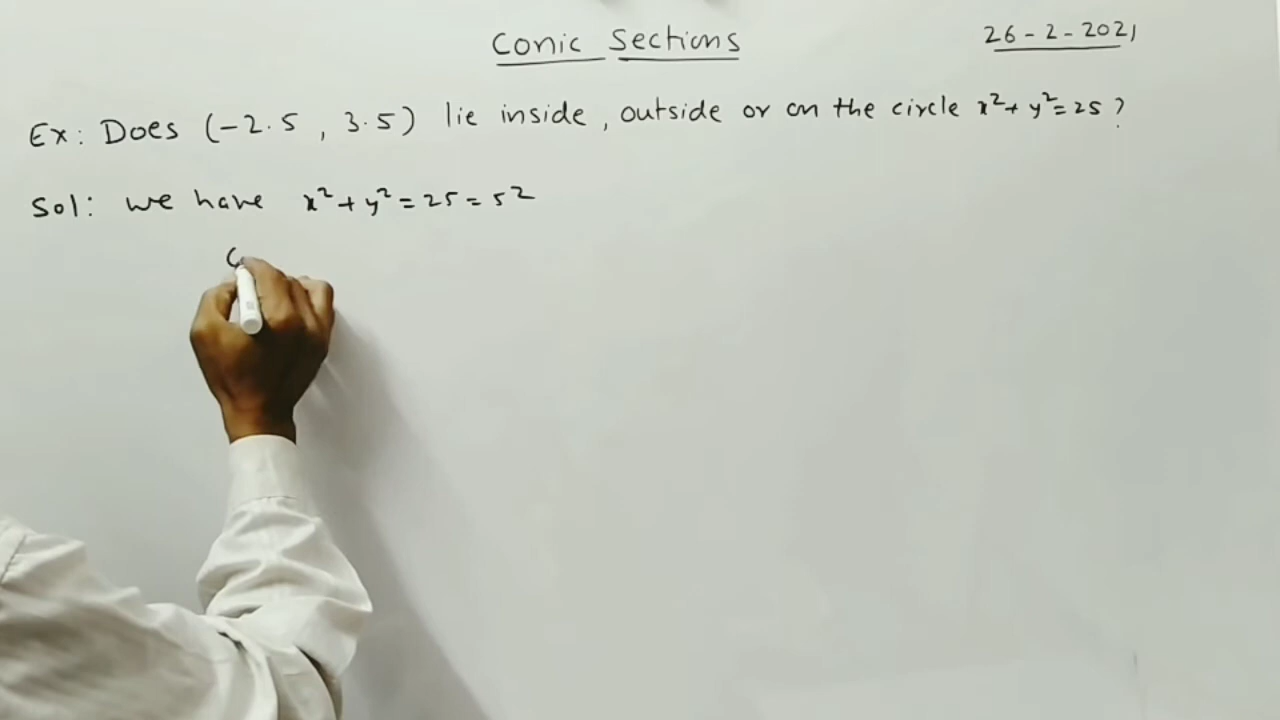 Conic Sections 26-2-2021
Ex: Does (-2.5, 3.5) lie inside, outside or on the circle x²+y²=25?
Sol: we have x²+y²=25=5²
C